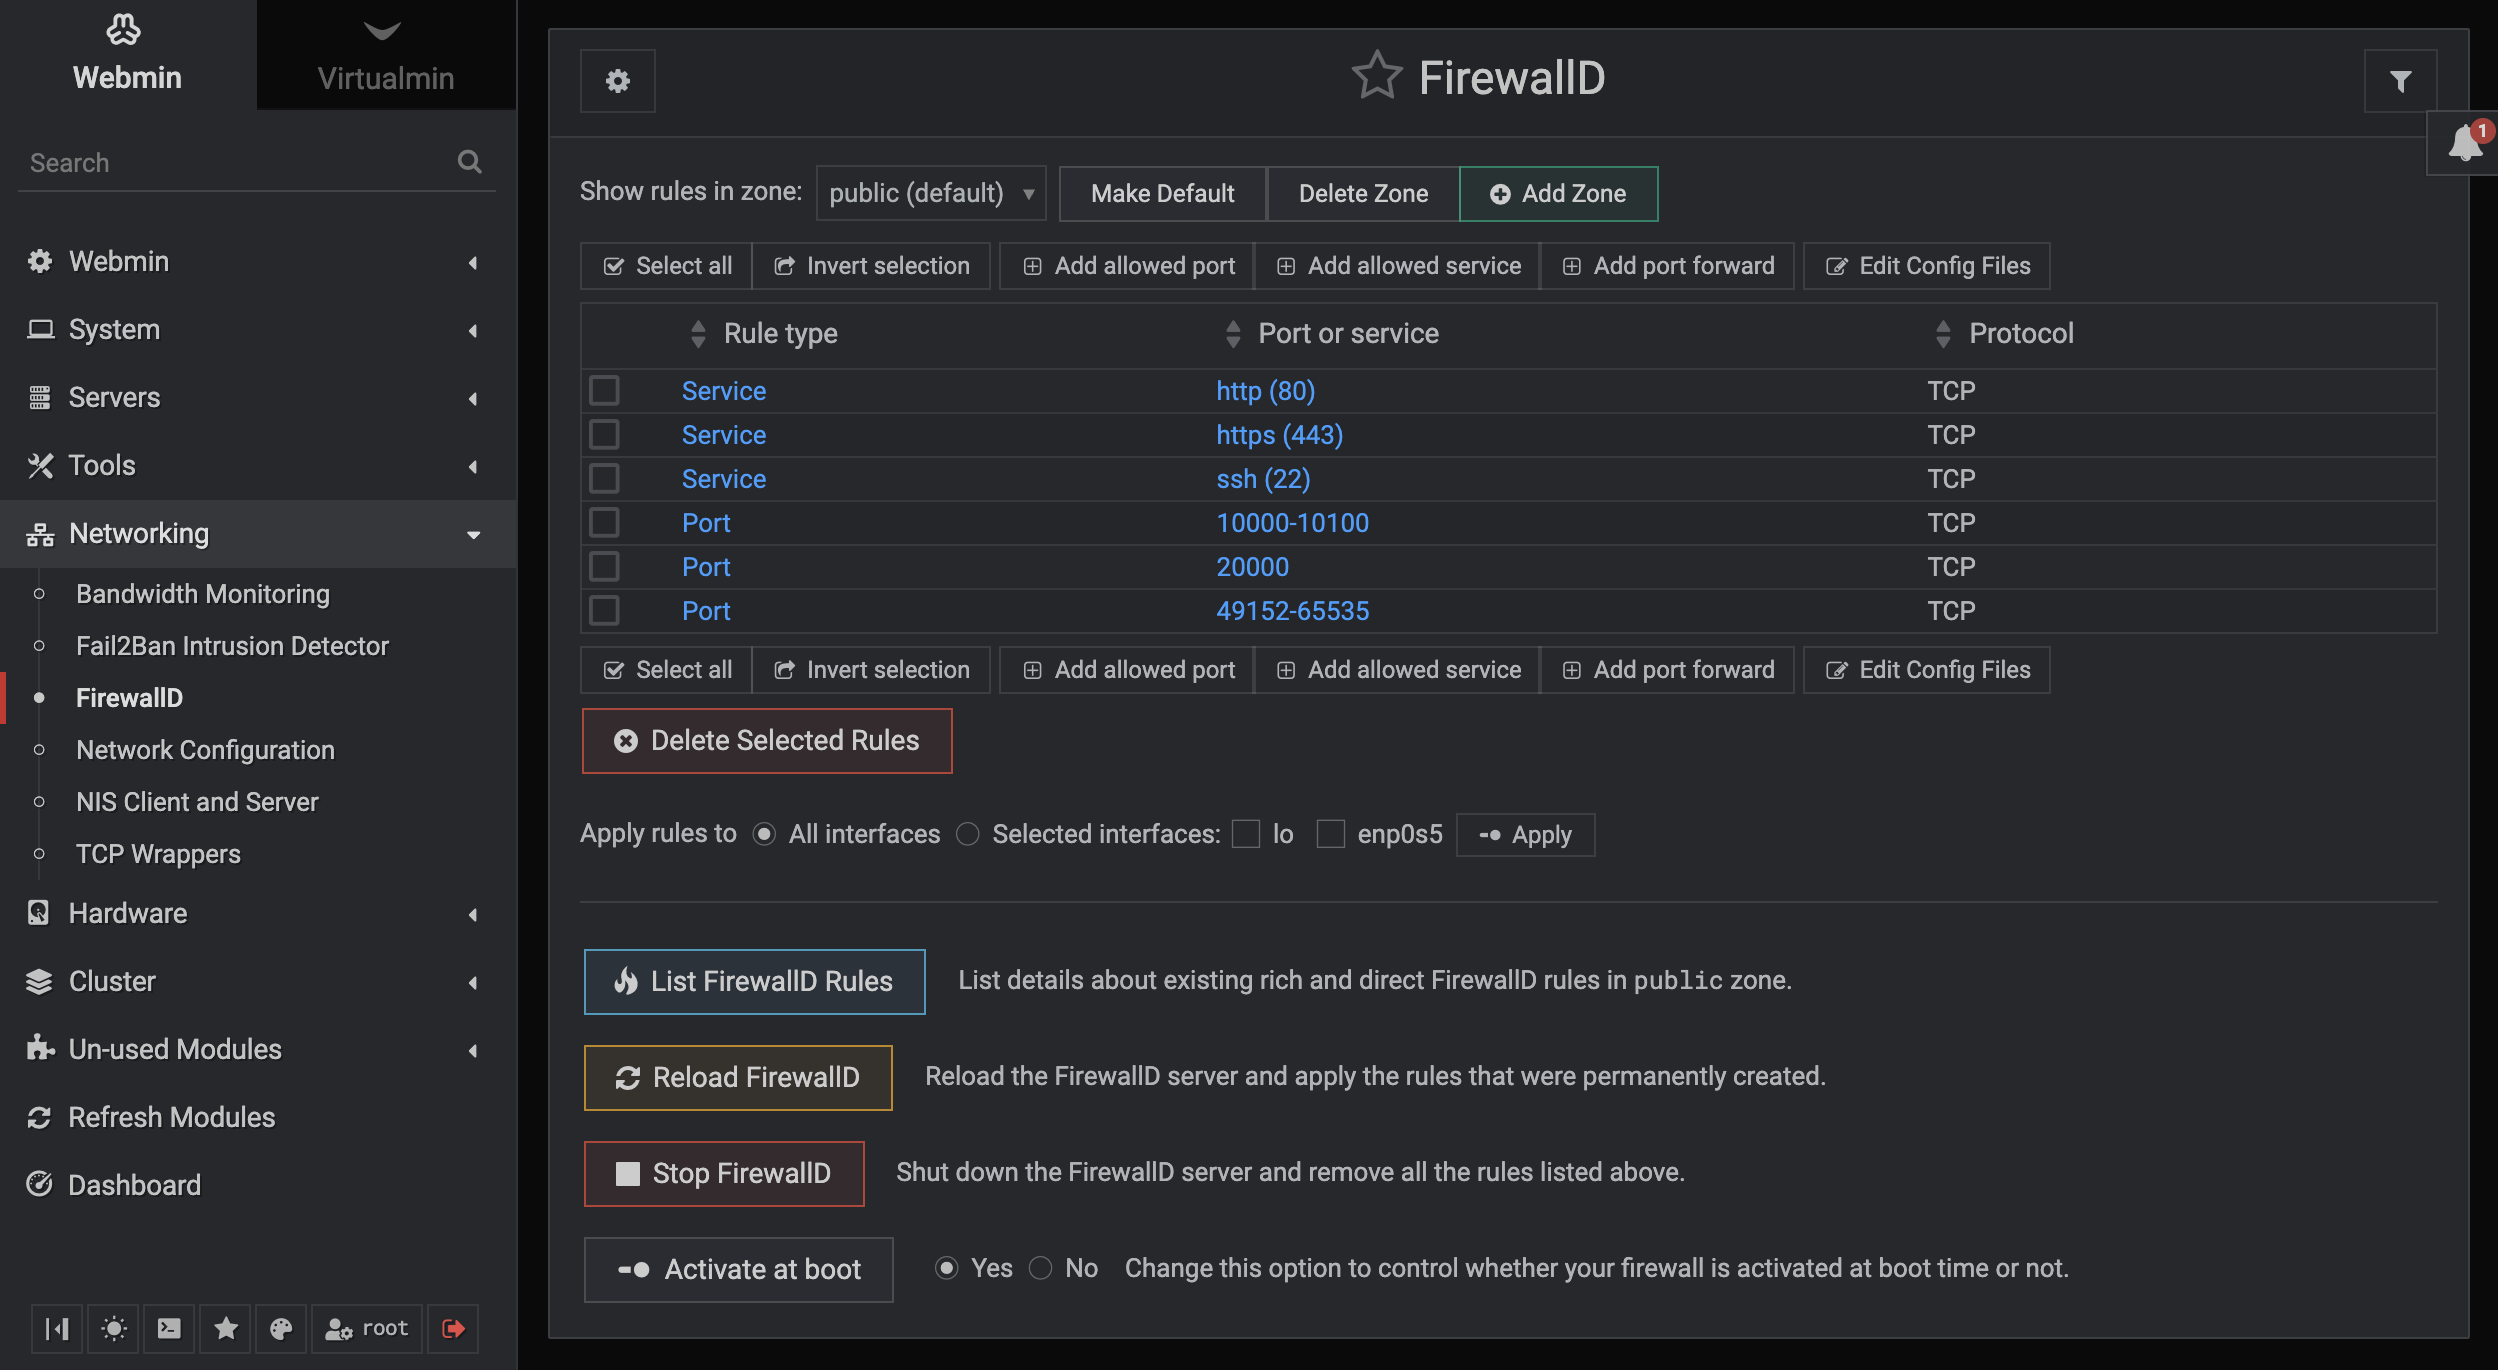 Webmin
Virtualmin
Search
Webmin
System
Servers
Tools
Networking
Bandwidth Monitoring
Fail2Ban Intrusion Detector
FirewallD
Network Configuration
NIS Client and Server
TCP Wrappers
Hardware
Cluster
Un-used Modules
Refresh Modules
Dashboard
root
FirewallD
1
Show rules in zone: public (default) Make Default Delete Zone Add Zone
Select all Invert selection Add allowed port Add allowed service Add port forward Edit Config Files
Rule type Port or service Protocol
Service http (80) TCP
Service https (443) TCP
Service ssh (22) TCP
Port 10000-10100 TCP
Port 20000 TCP
Port 49152-65535 TCP
Select all Invert selection Add allowed port Add allowed service Add port forward Edit Config Files
Delete Selected Rules
Apply rules to All interfaces Selected interfaces: lo enp0s5 Apply
List FirewallD Rules List details about existing rich and direct FirewallD rules in public zone.
Reload FirewallD Reload the FirewallD server and apply the rules that were permanently created.
Stop FirewallD Shut down the FirewallD server and remove all the rules listed above.
Activate at boot Yes No Change this option to control whether your firewall is activated at boot time or not.